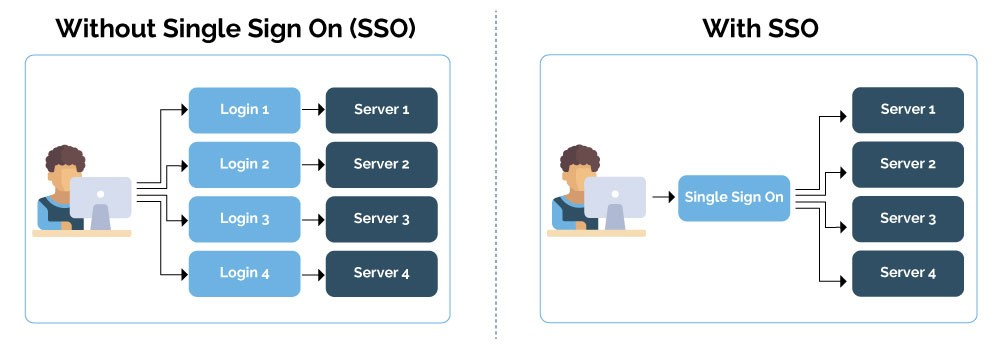 Without Single Sign On (SSO)
Login 1
Server 1
Login 2
Server 2
Login 3
Server 3
Login 4
Server 4
With SSO
Single Sign On
Server 1
Server 2
Server 3
Server 4